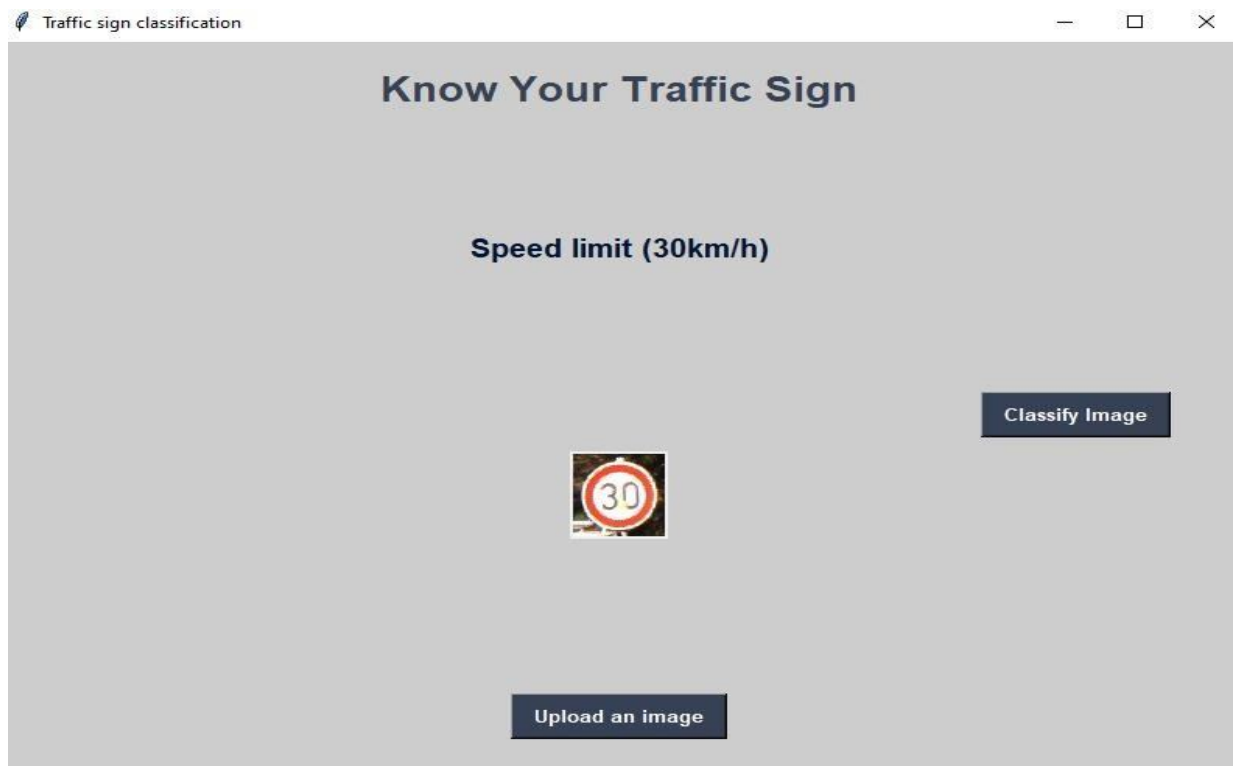 Traffic sign classification
Know Your Traffic Sign
Speed limit (30km/h)
Classify Image
30
Upload an image